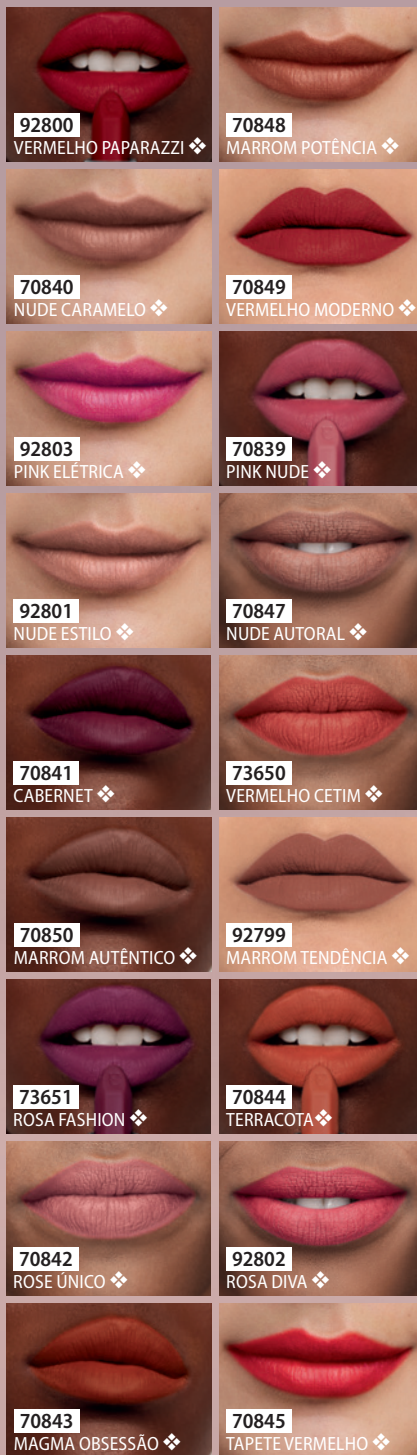 92800
VERMELHO PAPARAZZI ❖
70848
MARROM POTÊNCIA ❖
70840
NUDE CARAMELO ❖
70849
VERMELHO MODERNO ❖
92803
PINK ELÉTRICA ❖
70839
PINK NUDE ❖
92801
NUDE ESTILO ❖
70847
NUDE AUTORAL ❖
70841
CABERNET ❖
73650
VERMELHO CETIM ❖
70850
MARROM AUTÊNTICO ❖
92799
MARROM TENDÊNCIA ❖
73651
ROSA FASHION ❖
70844
TERRACOTA❖
70842
ROSE ÚNICO ❖
92802
ROSA DIVA ❖
70843
MAGMA OBSESSÃO ❖
70845
TAPETE VERMELHO ❖